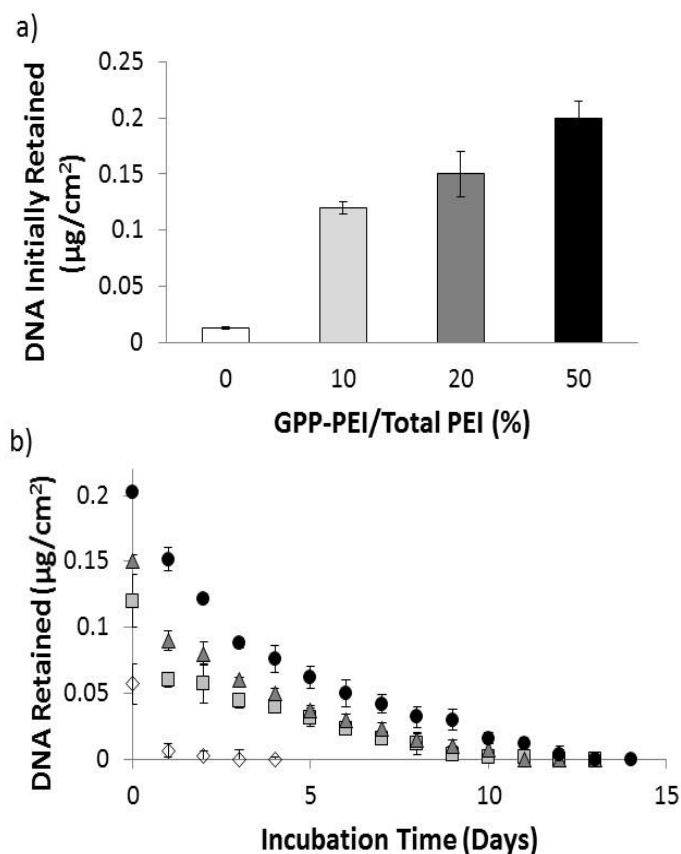 a)
DNA Initially Retained
(µg/cm²)
0.25
0.2
0.15
0.1
0.05
0
0 10 20 50
GPP-PEI/Total PEI (%)
b)
DNA Retained (µg/cm²)
0.2
0.15
0.1
0.05
0
0 5 10 15
Incubation Time (Days)